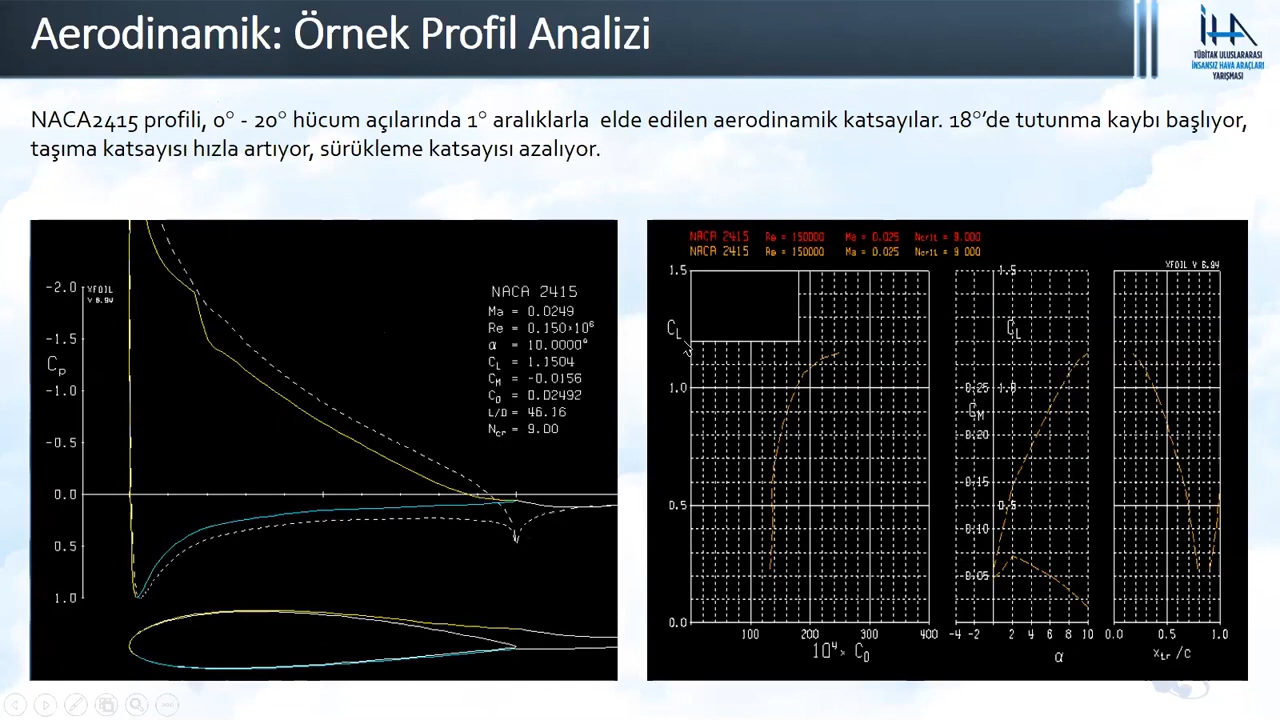 Aerodinamik: Örnek Profil Analizi
İHA
TÜBİTAK ULUSLARARASI
İNSANSIZ HAVA ARAÇLARI
YARIŞMASI
NACA2415 profili, 0° - 20° hücum açılarında 1° aralıklarla elde edilen aerodinamik katsayılar. 18°’de tutunma kaybı başlıyor,
taşıma katsayısı hızla artıyor, sürükleme katsayısı azalıyor.
-2.0
XFOIL
V 6.94
-1.5
Cp
-1.0
-0.5
0.0
0.5
1.0
NACA 2415
Ma = 0.0249
Re = 0.150×10⁶
α = 10.0000°
CL = 1.1504
CM = -0.0156
CD = 0.02492
L/D = 46.16
Ncr = 9.00
NACA 2415 Re = 150000 Ma = 0.025 Ncrit = 9.000
NACA 2415 Re = 150000 Ma = 0.025 Ncrit = 9.000
XFOIL V 6.94
1.5
CL
1.0
0.5
0.0
100 200 300 400
10⁴ × CD
1.5
CL
0.25 1.0
CM
0.20
0.15
0.5
0.10
0.05
-4 -2 2 4 6 8 10
α
0.0 0.5 1.0
xtr /c